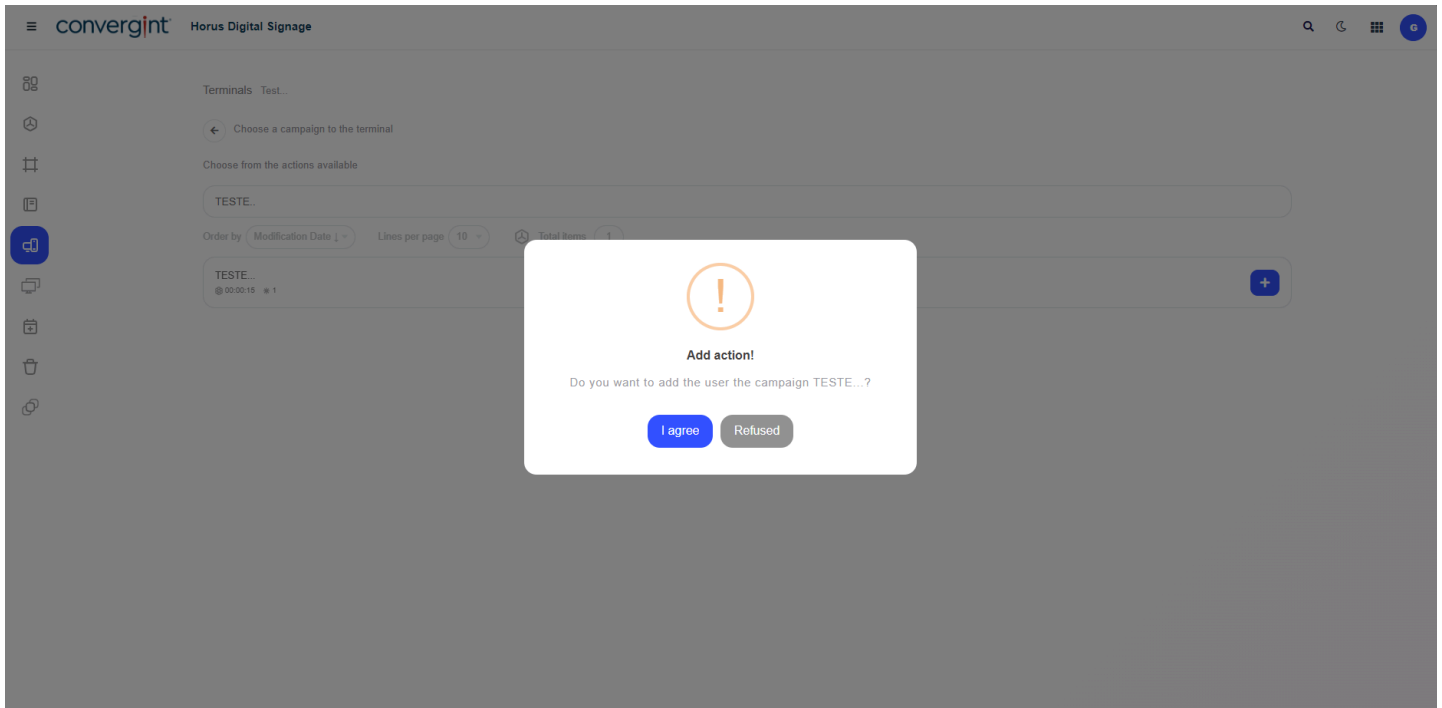 convergint Horus Digital Signage G
Terminals Test...
Choose a campaign to the terminal
Choose from the actions available
TESTE..
Order by Modification Date ↓ Lines per page 10 Total items 1
TESTE...
@ 00:00:15 1
!
Add action!
Do you want to add the user the campaign TESTE...?
I agree Refused